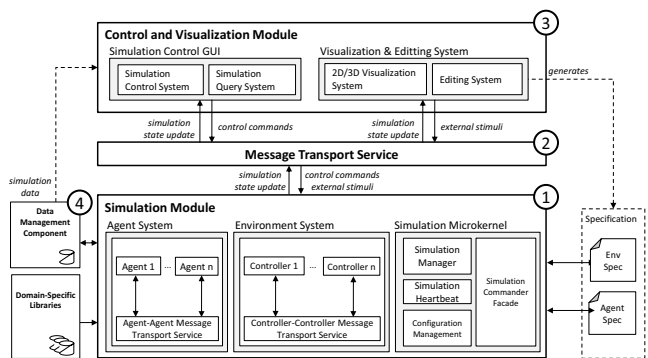 3
Control and Visualization Module
Simulation Control GUI
Visualization & Editting System
Simulation
Control System
Simulation
Query System
2D/3D Visualization
System
Editing System
generates
simulation
state update
control commands
simulation
state update
external stimuli
2
Message Transport Service
simulation
data
simulation
state update
control commands
external stimuli
4
1
Data
Management
Component
Simulation Module
Specification
Agent System
Environment System
Simulation Microkernel
Agent 1
...
Agent n
Controller 1
...
Controller n
Simulation
Manager
Simulation
Heartbeat
Configuration
Management
Simulation
Commander
Facade
Env
Spec
Domain-Specific
Libraries
Agent-Agent Message
Transport Service
Controller-Controller Message
Transport Service
Agent
Spec